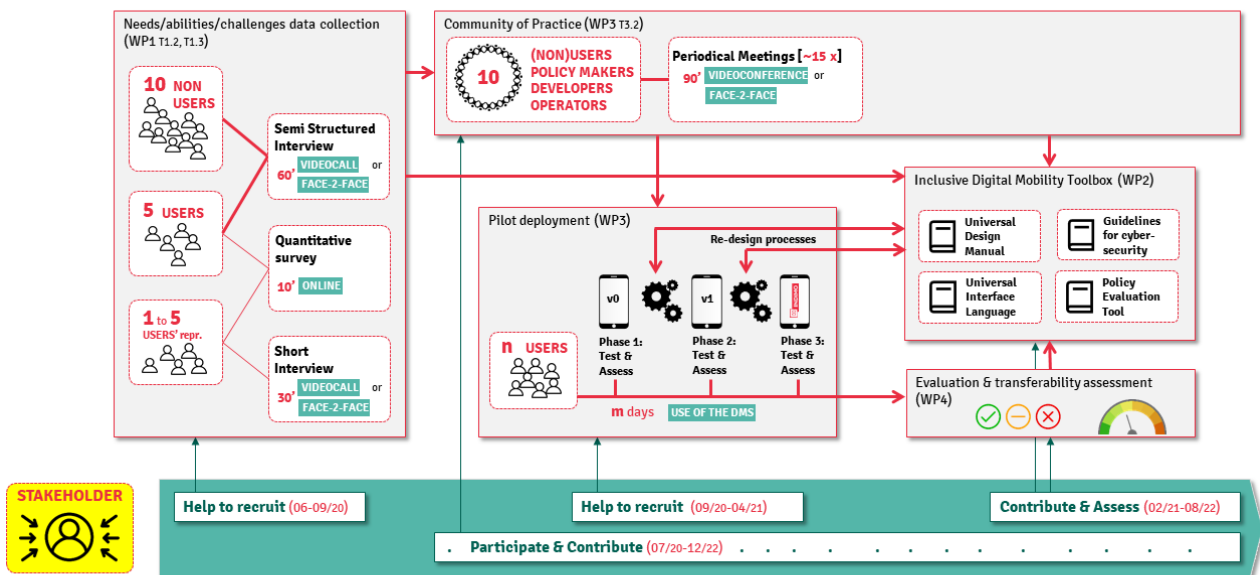 Needs/abilities/challenges data collection
(WP1 T1.2, T1.3)
10 NON
USERS
5 USERS
1 to 5
USERS' repr.
Semi Structured
Interview
60' VIDEOCALL or
FACE-2-FACE
Quantitative
survey
10' ONLINE
Short
Interview
30' VIDEOCALL or
FACE-2-FACE
Community of Practice (WP3 T3.2)
10
(NON)USERS
POLICY MAKERS
DEVELOPERS
OPERATORS
Periodical Meetings [~15 x]
90' VIDEOCONFERENCE or
FACE-2-FACE
Pilot deployment (WP3)
Re-design processes
v0
v1
n USERS
Phase 1:
Test &
Assess
Phase 2:
Test &
Assess
Phase 3:
Test &
Assess
m days USE OF THE DMS
Inclusive Digital Mobility Toolbox (WP2)
Universal
Design
Manual
Guidelines
for cyber-
security
Universal
Interface
Language
Policy
Evaluation
Tool
Evaluation & transferability assessment
(WP4)
STAKEHOLDER
Help to recruit (06-09/20)
Help to recruit (09/20-04/21)
Contribute & Assess (02/21-08/22)
Participate & Contribute (07/20-12/22)